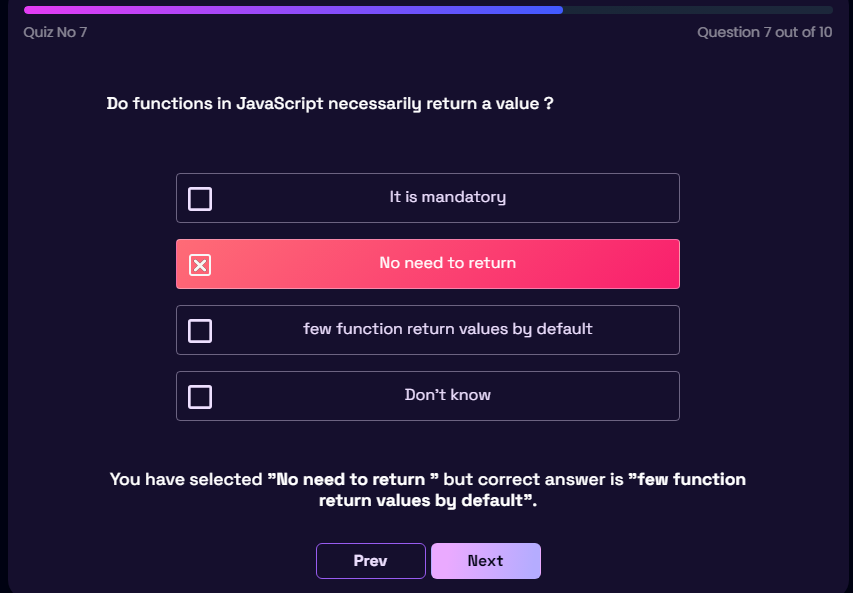 Quiz No 7
Question 7 out of 10
Do functions in JavaScript necessarily return a value ?
It is mandatory
No need to return
few function return values by default
Don't know
You have selected "No need to return " but correct answer is "few function
return values by default".
Prev
Next